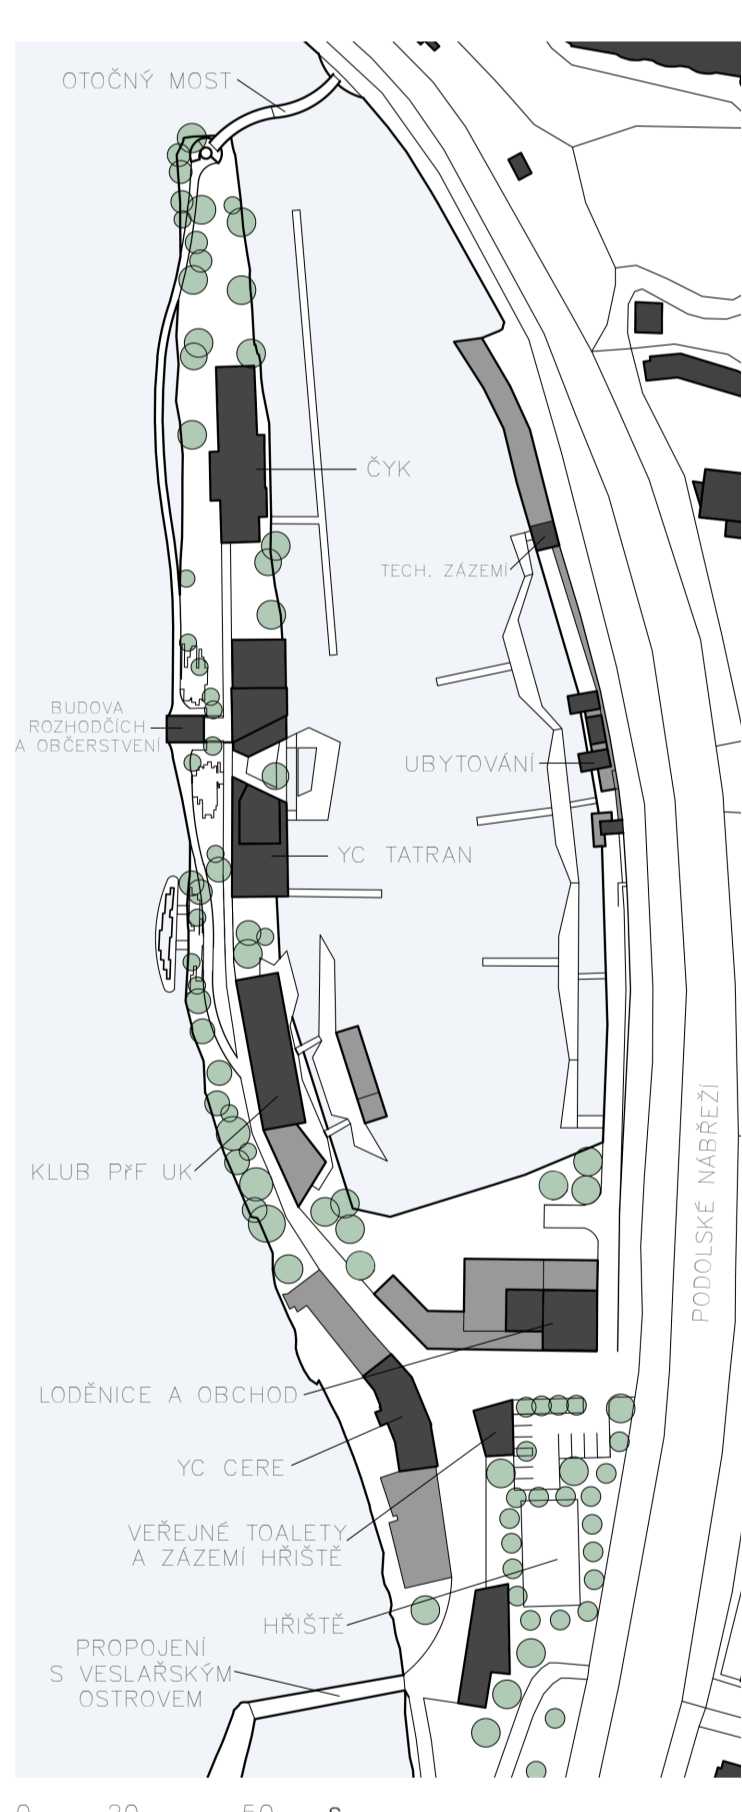 OTOČNÝ MOST
ČYK
TECH. ZÁZEMÍ
BUDOVA
ROZHODČÍCH
A OBČERSTVENÍ
UBYTOVÁNÍ
YC TATRAN
KLUB PřF UK
PODOLSKÉ NÁBŘEŽÍ
LODĚNICE A OBCHOD
YC CERE
VEŘEJNÉ TOALETY
A ZÁZEMÍ HŘIŠTĚ
HŘIŠTĚ
PROPOJENÍ
S VESLAŘSKÝM
OSTROVEM